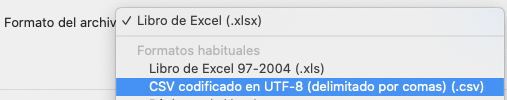 Formato del archiv ✓ Libro de Excel (.xlsx)
Formatos habituales
Libro de Excel 97-2004 (.xls)
CSV codificado en UTF-8 (delimitado por comas) (.csv)